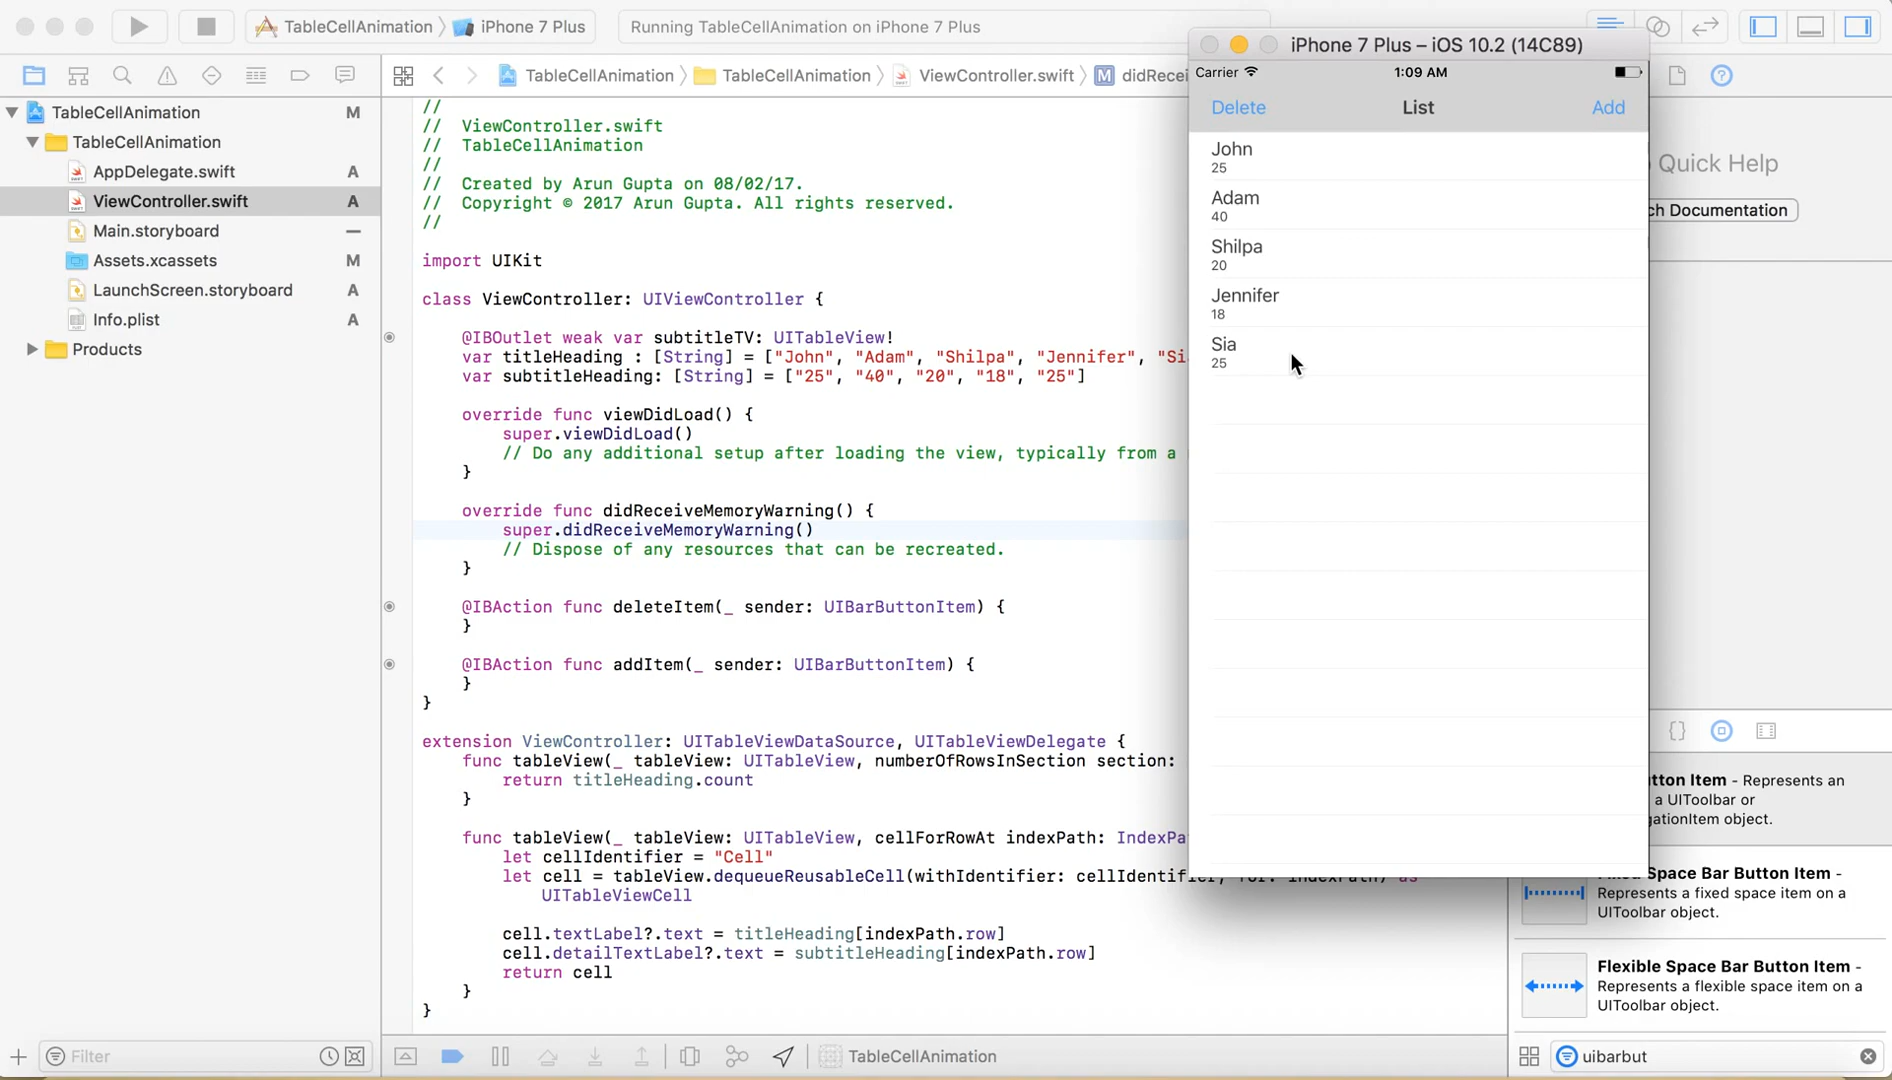 TableCellAnimation
iPhone 7 Plus
Running TableCellAnimation on iPhone 7 Plus
TableCellAnimation
TableCellAnimation
ViewController.swift
M
didRecei
TableCellAnimation
M
TableCellAnimation
AppDelegate.swift
A
ViewController.swift
A
Main.storyboard
Assets.xcassets
M
LaunchScreen.storyboard
A
Info.plist
A
Products
//
// ViewController.swift
// TableCellAnimation
//
// Created by Arun Gupta on 08/02/17.
// Copyright © 2017 Arun Gupta. All rights reserved.
//
import UIKit
class ViewController: UIViewController {
@IBOutlet weak var subtitleTV: UITableView!
var titleHeading : [String] = ["John", "Adam", "Shilpa", "Jennifer", "Si
var subtitleHeading: [String] = ["25", "40", "20", "18", "25"]
override func viewDidLoad() {
super.viewDidLoad()
// Do any additional setup after loading the view, typically from a
}
override func didReceiveMemoryWarning() {
super.didReceiveMemoryWarning()
// Dispose of any resources that can be recreated.
}
@IBAction func deleteItem(_ sender: UIBarButtonItem) {
}
@IBAction func addItem(_ sender: UIBarButtonItem) {
}
}
extension ViewController: UITableViewDataSource, UITableViewDelegate {
func tableView(_ tableView: UITableView, numberOfRowsInSection section:
return titleHeading.count
}
func tableView(_ tableView: UITableView, cellForRowAt indexPath: IndexPa
let cellIdentifier = "Cell"
let cell = tableView.dequeueReusableCell(withIdentifier: cellIdentifier, for: indexPath) as
UITableViewCell
cell.textLabel?.text = titleHeading[indexPath.row]
cell.detailTextLabel?.text = subtitleHeading[indexPath.row]
return cell
}
}
iPhone 7 Plus – iOS 10.2 (14C89)
Carrier
1:09 AM
Delete
List
Add
John
25
Adam
40
Shilpa
20
Jennifer
18
Sia
25
Quick Help
ch Documentation
{}
tton Item - Represents an
a UIToolbar or
gationItem object.
Fixed Space Bar Button Item -
Represents a fixed space item on a
UIToolbar object.
Flexible Space Bar Button Item -
Represents a flexible space item on a
UIToolbar object.
Filter
TableCellAnimation
uibarbut